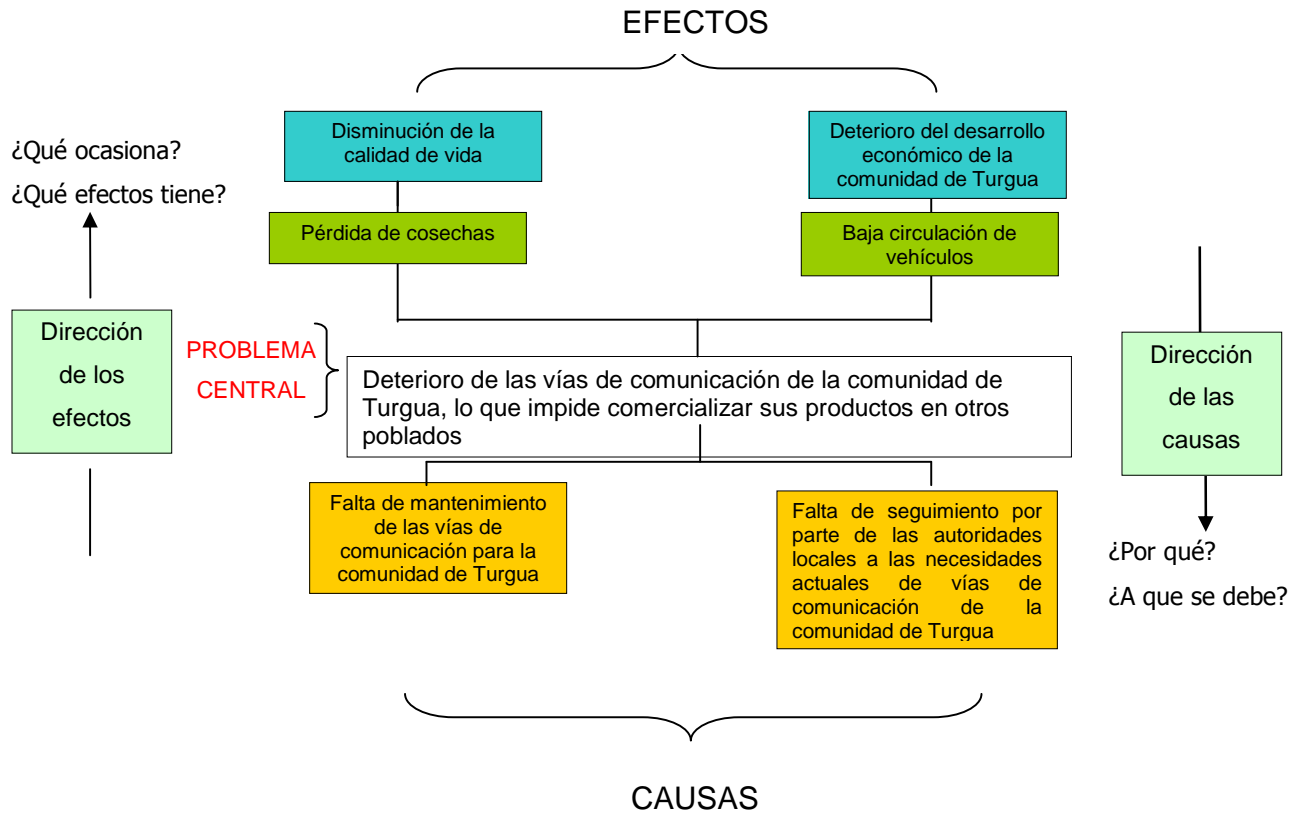 EFECTOS
¿Qué ocasiona?
¿Qué efectos tiene?
Disminución de la
calidad de vida
Deterioro del desarrollo
económico de la
comunidad de Turgua
Pérdida de cosechas
Baja circulación de
vehículos
Dirección
de los
efectos
PROBLEMA
CENTRAL
Deterioro de las vías de comunicación de la comunidad de
Turgua, lo que impide comercializar sus productos en otros
poblados
Dirección
de las
causas
Falta de mantenimiento
de las vías de
comunicación para la
comunidad de Turgua
Falta de seguimiento por
parte de las autoridades
locales a las necesidades
actuales de vías de
comunicación de la
comunidad de Turgua
¿Por qué?
¿A que se debe?
CAUSAS